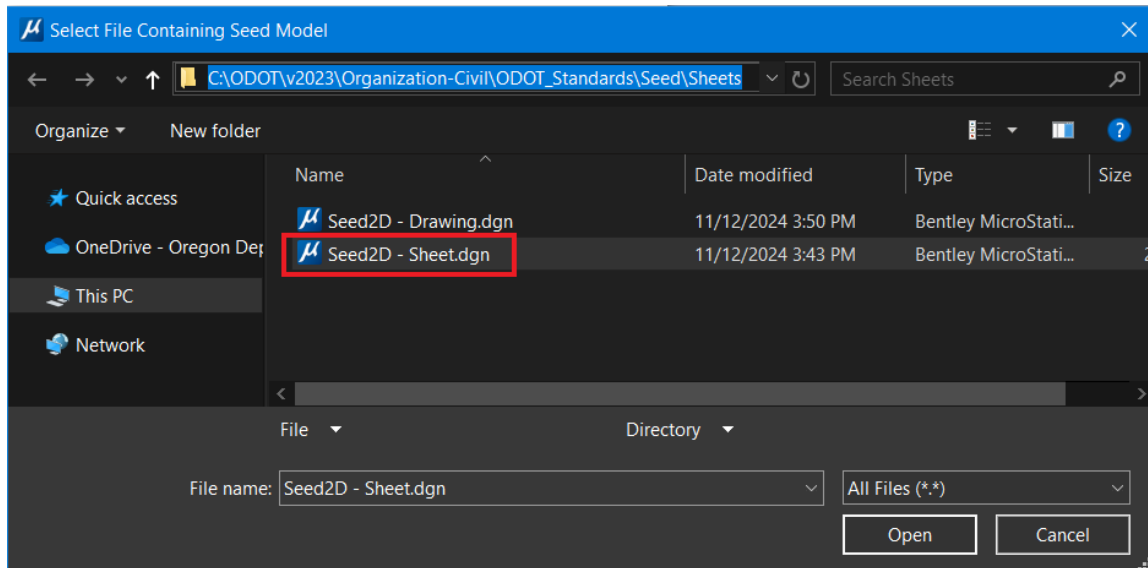 Select File Containing Seed Model
C:\ODOT\v2023\Organization-Civil\ODOT_Standards\Seed\Sheets
Search Sheets
Organize
New folder
Name
Date modified
Type
Size
Quick access
OneDrive - Oregon Dep
This PC
Network
Seed2D - Drawing.dgn 11/12/2024 3:50 PM Bentley MicroStati...
Seed2D - Sheet.dgn 11/12/2024 3:43 PM Bentley MicroStati...
File
Directory
File name: Seed2D - Sheet.dgn
All Files (*.*)
Open
Cancel